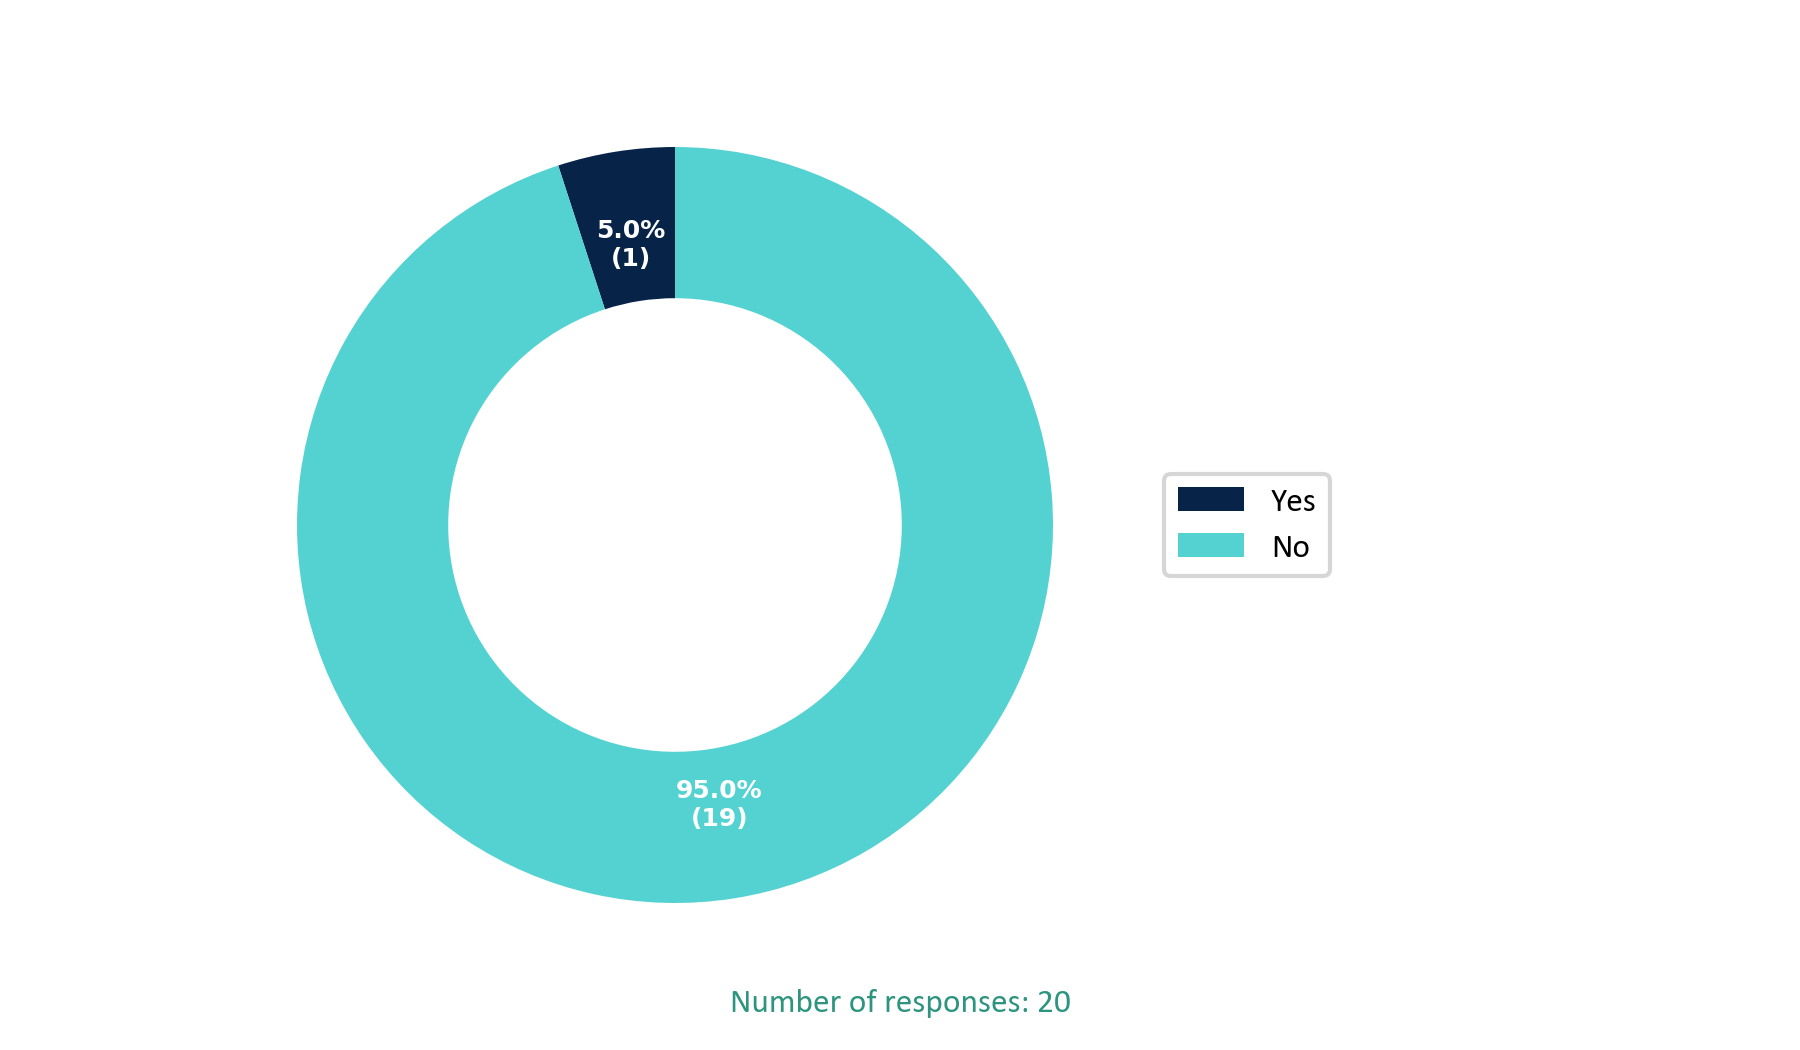 5.0%
(1)
Yes
No
95.0%
(19)
Number of responses: 20